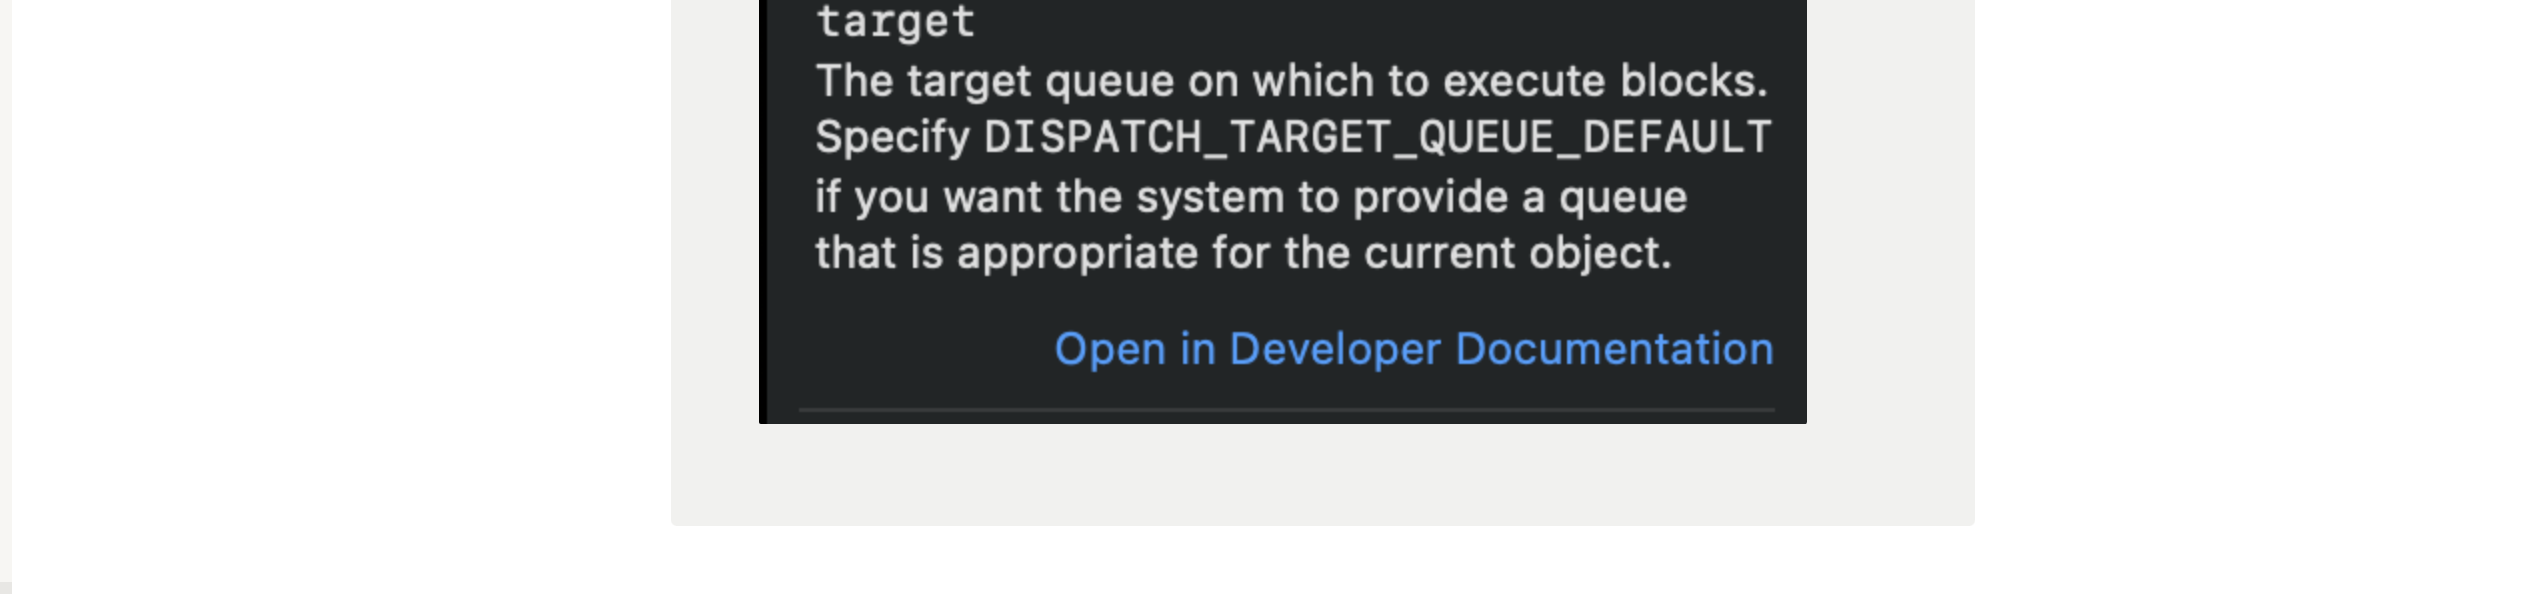 target
The target queue on which to execute blocks.
Specify DISPATCH_TARGET_QUEUE_DEFAULT
if you want the system to provide a queue
that is appropriate for the current object.
Open in Developer Documentation